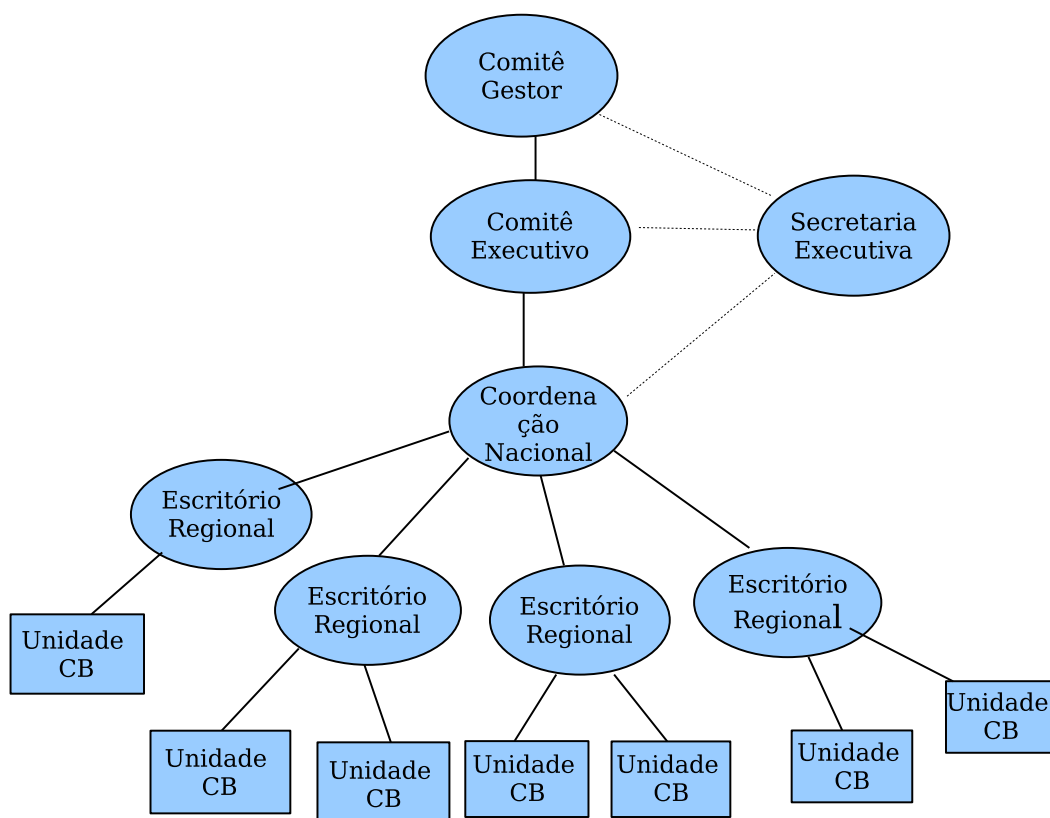 Comitê
Gestor
Comitê
Executivo
Secretaria
Executiva
Coordena
ção
Nacional
Escritório
Regional
Escritório
Regional
Escritório
Regional
Escritório
Regional
Unidade
CB
Unidade
CB
Unidade
CB
Unidade
CB
Unidade
CB
Unidade
CB
Unidade
CB